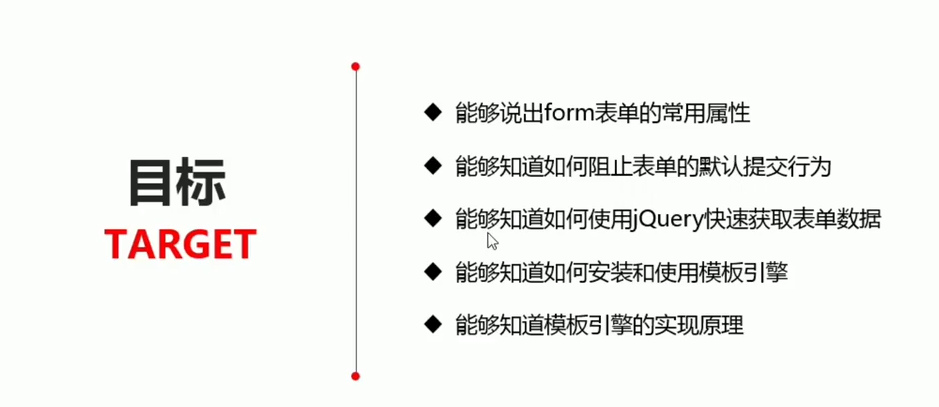 目标
TARGET
◆ 能够说出form表单的常用属性
◆ 能够知道如何阻止表单的默认提交行为
◆ 能够知道如何使用jQuery快速获取表单数据
◆ 能够知道如何安装和使用模板引擎
◆ 能够知道模板引擎的实现原理